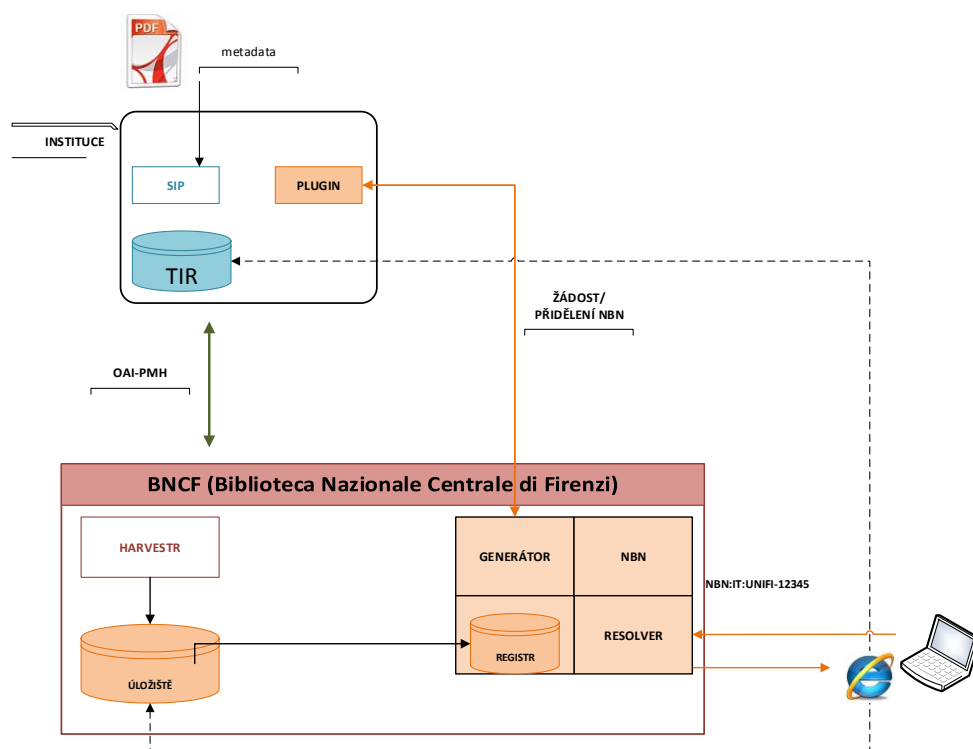 PDF
metadata
INSTITUCE
SIP
PLUGIN
TIR
ŽÁDOST/
PŘIDĚLENÍ NBN
OAI-PMH
BNCF (Biblioteca Nazionale Centrale di Firenzi)
HARVESTR
GENERÁTOR
NBN
NBN:IT:UNIFI-12345
RESOLVER
REGISTR
ÚLOŽIŠTĚ